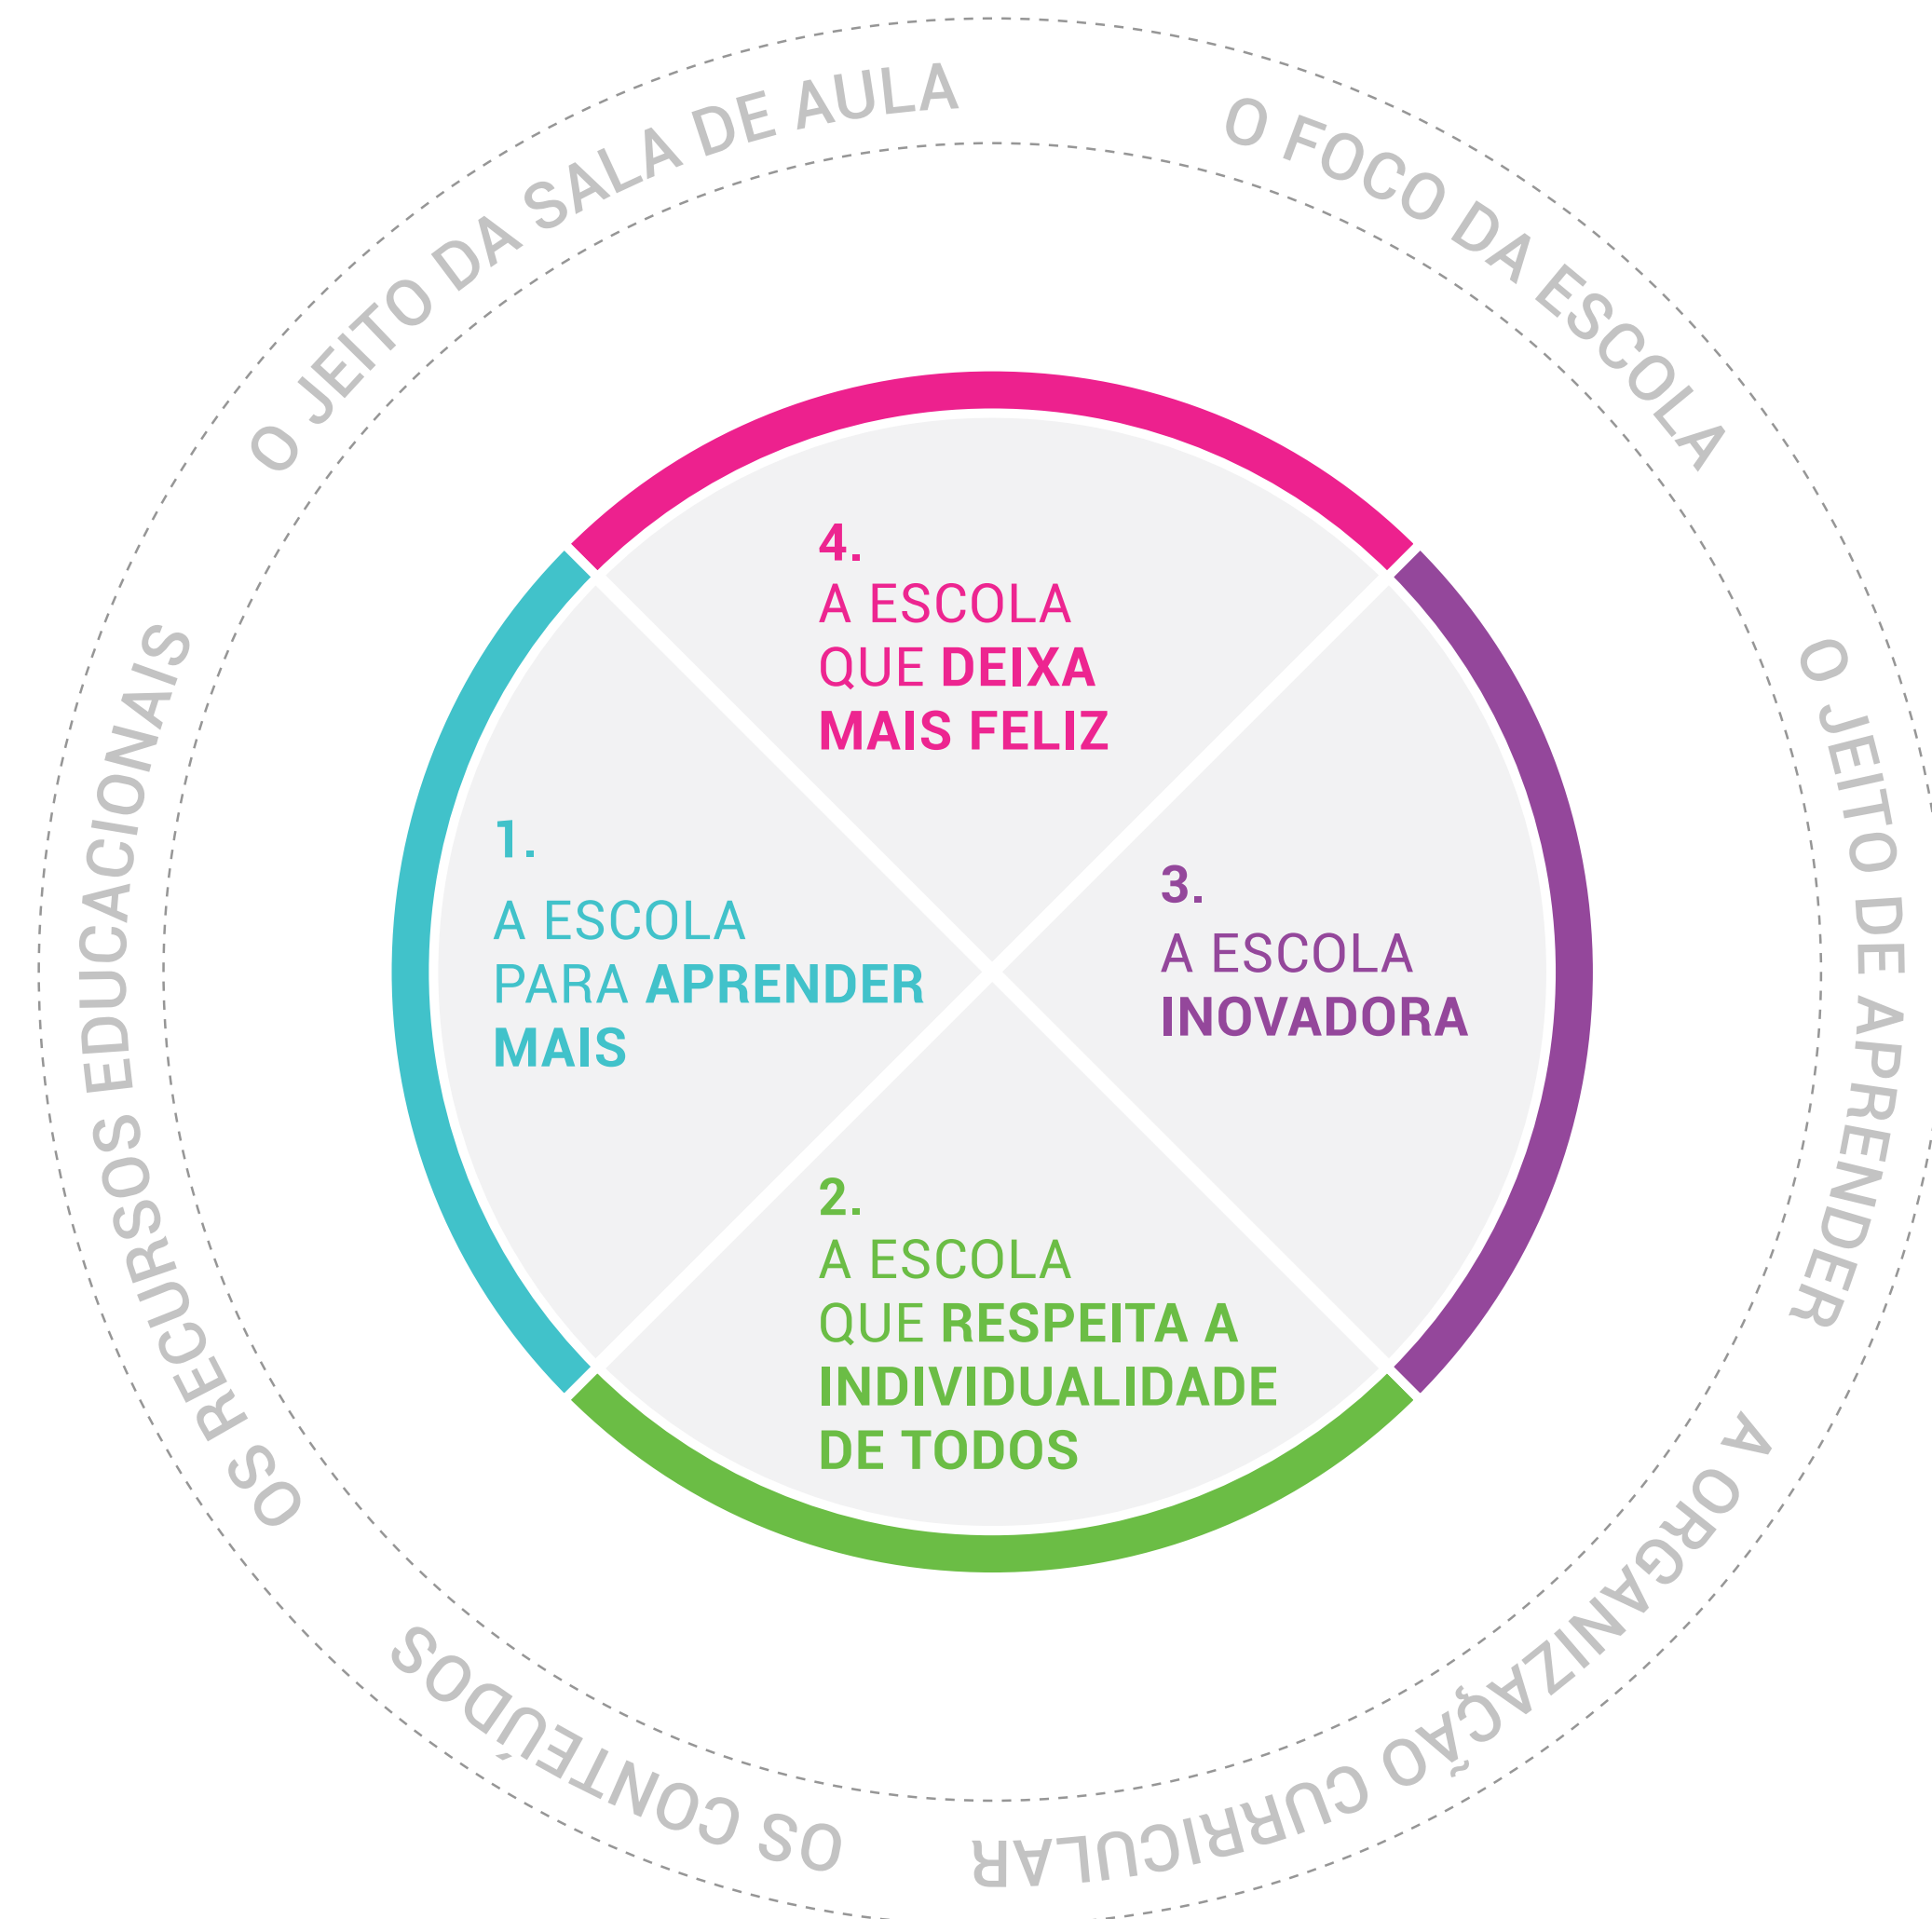 O JEITO DA SALA DE AULA
O FOCO DA ESCOLA
O JEITO DE APRENDER
A ORGANIZAÇÃO CURRICULAR
OS CONTEÚDOS
OS RECURSOS EDUCACIONAIS
4.
A ESCOLA
QUE DEIXA
MAIS FELIZ
1.
A ESCOLA
PARA APRENDER
MAIS
3.
A ESCOLA
INOVADORA
2.
A ESCOLA
QUE RESPEITA A
INDIVIDUALIDADE
DE TODOS